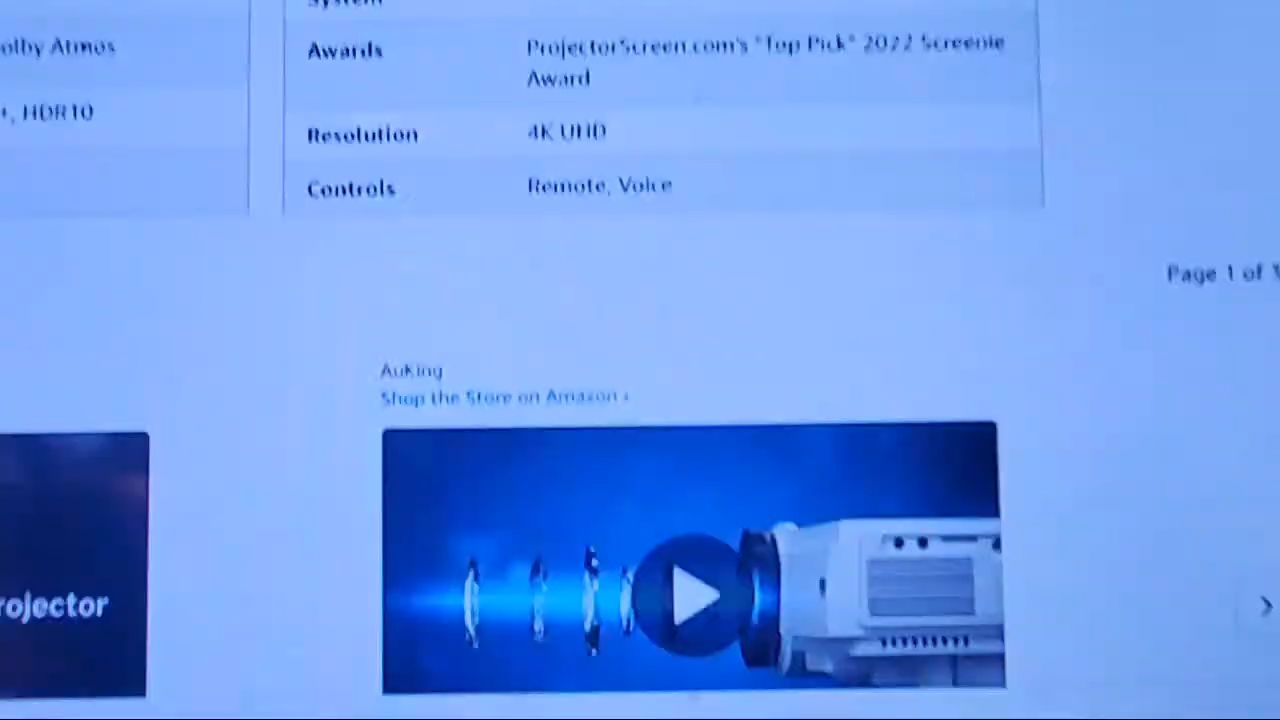 System
olby Atmos
Awards
ProjectorScreen.com's "Top Pick" 2022 Screenie
Award
+, HDR10
Resolution
4K UHD
Controls
Remote, Voice
Page 1 of
AuKing
Shop the Store on Amazon ›
rojector